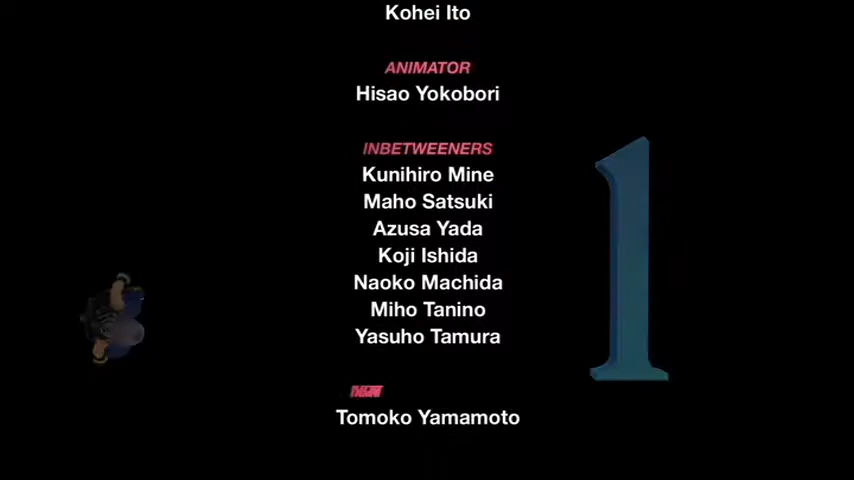 Kohei Ito
ANIMATOR
Hisao Yokobori
INBETWEENERS
Kunihiro Mine
Maho Satsuki
Azusa Yada
Koji Ishida
Naoko Machida
Miho Tanino
Yasuho Tamura
Tomoko Yamamoto
1